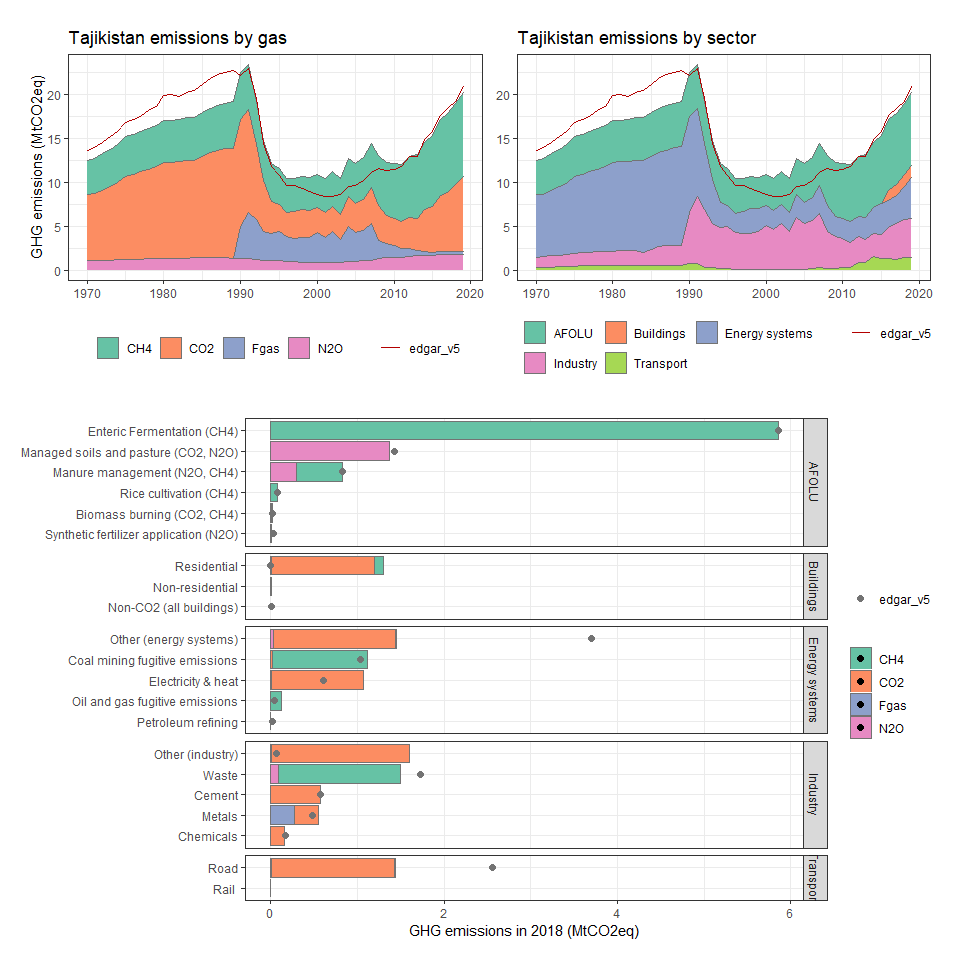 Tajikistan emissions by gas
GHG emissions (MtCO2eq)
20
15
10
5
0
1970 1980 1990 2000 2010 2020
CH4 CO2 Fgas N2O edgar_v5
Tajikistan emissions by sector
20
15
10
5
0
1970 1980 1990 2000 2010 2020
AFOLU Buildings Energy systems edgar_v5
Industry Transport
Enteric Fermentation (CH4)
Managed soils and pasture (CO2, N2O)
Manure management (N2O, CH4)
Rice cultivation (CH4)
Biomass burning (CO2, CH4)
Synthetic fertilizer application (N2O)
AFOLU
Residential
Non-residential
Non-CO2 (all buildings)
Buildings
Other (energy systems)
Coal mining fugitive emissions
Electricity & heat
Oil and gas fugitive emissions
Petroleum refining
Energy systems
Other (industry)
Waste
Cement
Metals
Chemicals
Industry
Road
Rail
Transport
0 2 4 6
GHG emissions in 2018 (MtCO2eq)
edgar_v5
CH4
CO2
Fgas
N2O